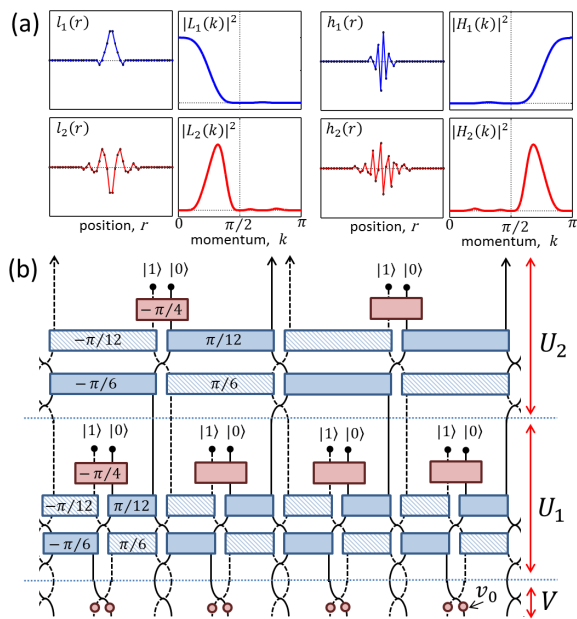 (a)
l₁(r) |L₁(k)|² h₁(r) |H₁(k)|²
l₂(r) |L₂(k)|² h₂(r) |H₂(k)|²
0 π/2 π 0 π/2 π
position, r momentum, k position, r momentum, k
(b)
|1⟩ |0⟩ |1⟩ |0⟩
−π/4
−π/12 π/12
U₂
−π/6 π/6
|1⟩ |0⟩ |1⟩ |0⟩ |1⟩ |0⟩ |1⟩ |0⟩
−π/4
−π/12 π/12
U₁
−π/6 π/6
v₀ V